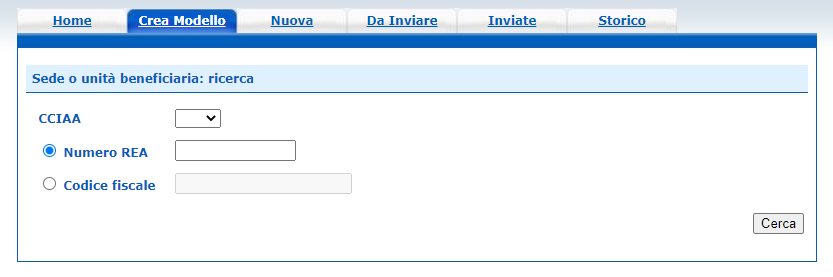 Home Crea Modello Nuova Da Inviare Inviate Storico
Sede o unità beneficiaria: ricerca
CCIAA
Numero REA
Codice fiscale
Cerca